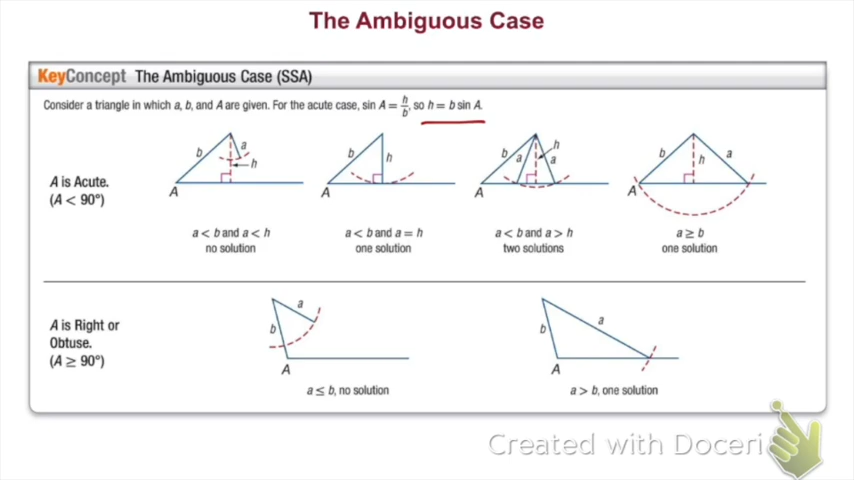 The Ambiguous Case
KeyConcept The Ambiguous Case (SSA)
Consider a triangle in which a, b, and A are given. For the acute case, sin A = h/b, so h = b sin A.
A is Acute.
(A < 90°)
b a h A
b h A
b a h a A
b h a A
a < b and a < h
no solution
a < b and a = h
one solution
a < b and a > h
two solutions
a ≥ b
one solution
A is Right or
Obtuse.
(A ≥ 90°)
a b A
b a A
a ≤ b, no solution
a > b, one solution
Created with Doceri